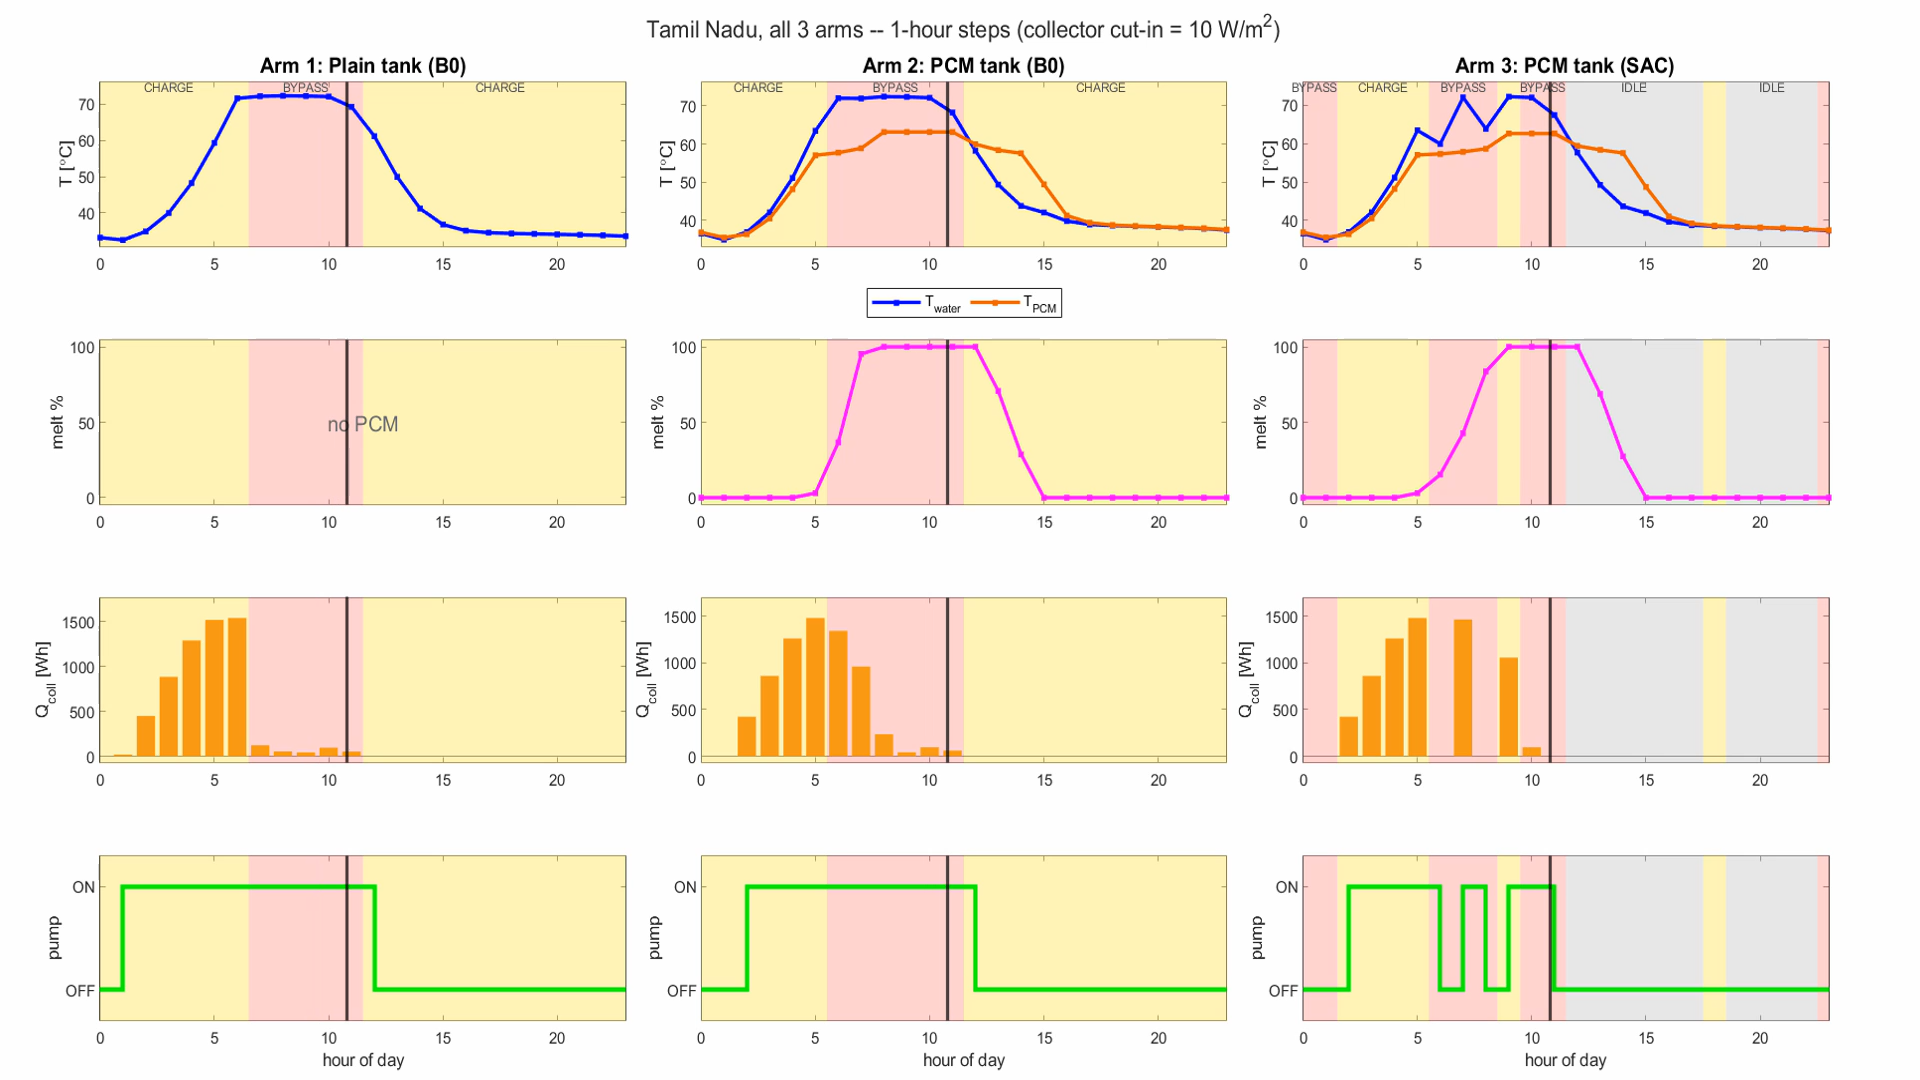 Tamil Nadu, all 3 arms -- 1-hour steps (collector cut-in = 10 W/m²)
Arm 1: Plain tank (B0)
Arm 2: PCM tank (B0)
Arm 3: PCM tank (SAC)
CHARGE BYPASS CHARGE
CHARGE BYPASS CHARGE
BYPASS CHARGE BYPASS BYPASS IDLE IDLE
T [°C]
70
60
50
40
0 5 10 15 20
T [°C]
70
60
50
40
0 5 10 15 20
T [°C]
70
60
50
40
0 5 10 15 20
T_water T_PCM
melt %
100
50
0
no PCM
0 5 10 15 20
melt %
100
50
0
0 5 10 15 20
melt %
100
50
0
0 5 10 15 20
Q_coll [Wh]
1500
1000
500
0
0 5 10 15 20
Q_coll [Wh]
1500
1000
500
0
0 5 10 15 20
Q_coll [Wh]
1500
1000
500
0
0 5 10 15 20
pump
ON
OFF
0 5 10 15 20
hour of day
pump
ON
OFF
0 5 10 15 20
hour of day
pump
ON
OFF
0 5 10 15 20
hour of day